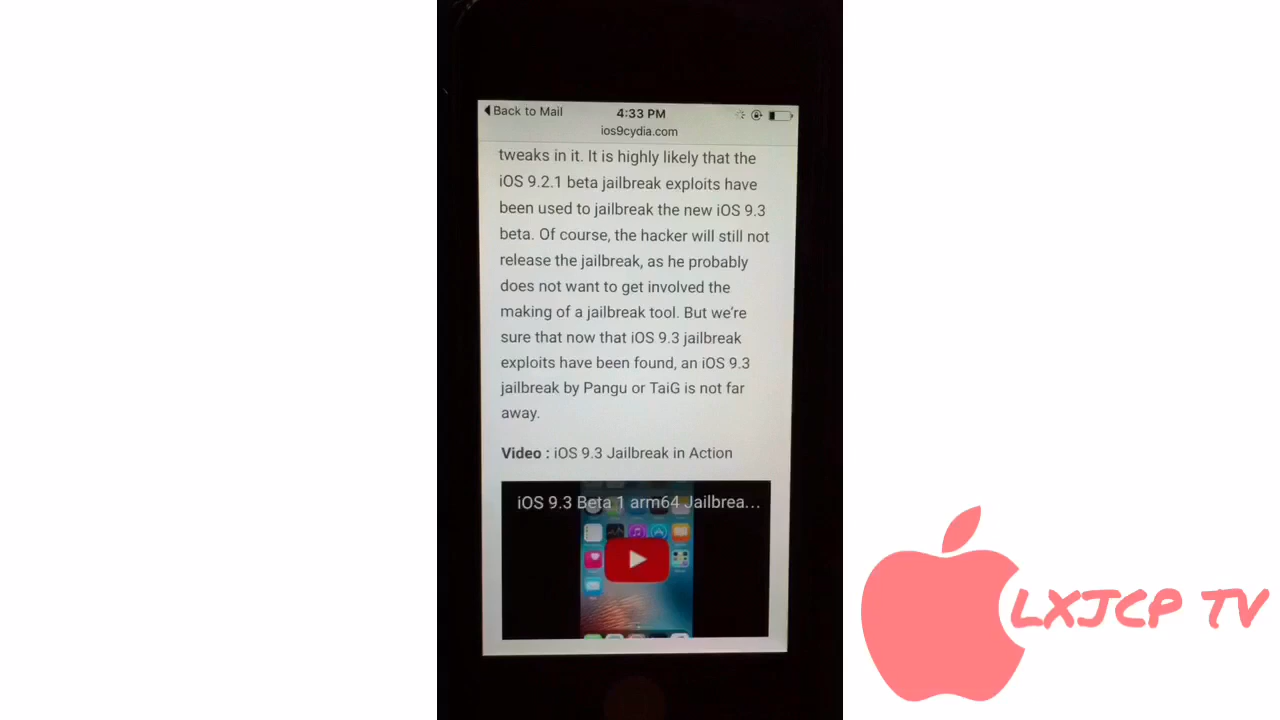 Back to Mail
4:33 PM
ios9cydia.com
tweaks in it. It is highly likely that the
iOS 9.2.1 beta jailbreak exploits have
been used to jailbreak the new iOS 9.3
beta. Of course, the hacker will still not
release the jailbreak, as he probably
does not want to get involved the
making of a jailbreak tool. But we're
sure that now that iOS 9.3 jailbreak
exploits have been found, an iOS 9.3
jailbreak by Pangu or TaiG is not far
away.
Video : iOS 9.3 Jailbreak in Action
iOS 9.3 Beta 1 arm64 Jailbrea...
LXJCP TV